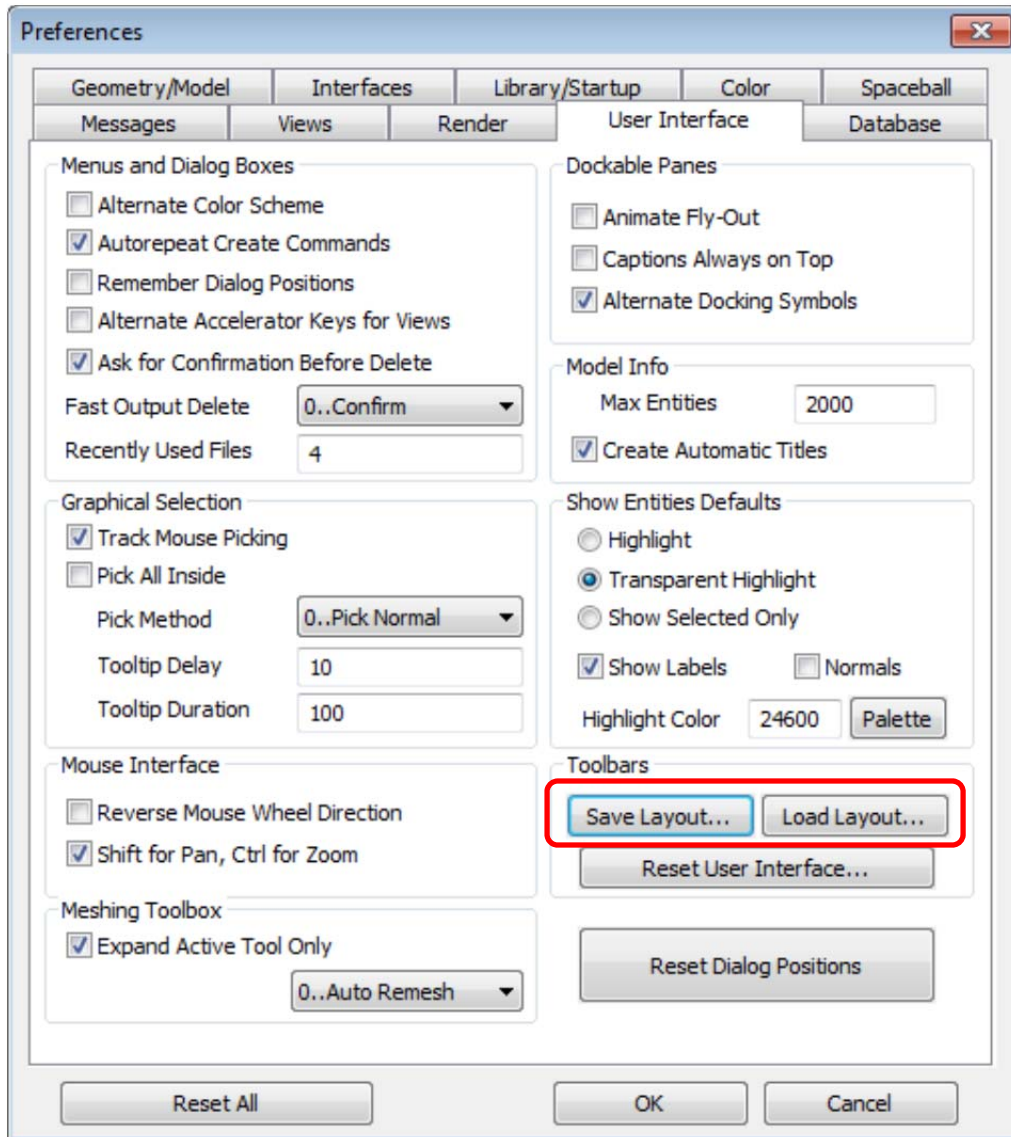 Preferences
Geometry/Model
Interfaces
Library/Startup
Color
Spaceball
Messages
Views
Render
User Interface
Database
Menus and Dialog Boxes
Alternate Color Scheme
Autorepeat Create Commands
Remember Dialog Positions
Alternate Accelerator Keys for Views
Ask for Confirmation Before Delete
Fast Output Delete
0..Confirm
Recently Used Files
4
Graphical Selection
Track Mouse Picking
Pick All Inside
Pick Method
0..Pick Normal
Tooltip Delay
10
Tooltip Duration
100
Mouse Interface
Reverse Mouse Wheel Direction
Shift for Pan, Ctrl for Zoom
Meshing Toolbox
Expand Active Tool Only
0..Auto Remesh
Dockable Panes
Animate Fly-Out
Captions Always on Top
Alternate Docking Symbols
Model Info
Max Entities
2000
Create Automatic Titles
Show Entities Defaults
Highlight
Transparent Highlight
Show Selected Only
Show Labels
Normals
Highlight Color
24600
Palette
Toolbars
Save Layout...
Load Layout...
Reset User Interface...
Reset Dialog Positions
Reset All
OK
Cancel